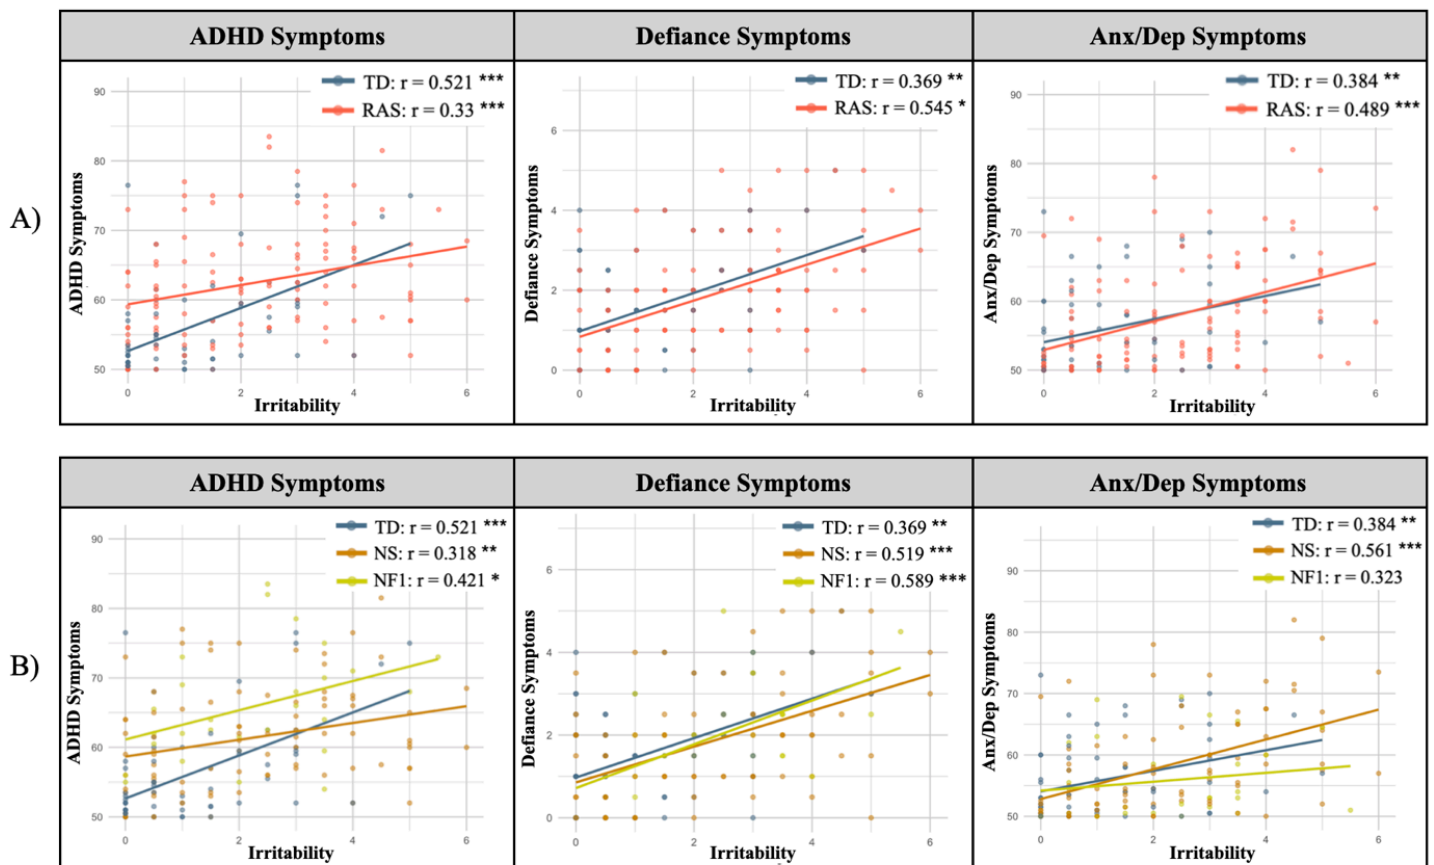 ADHD Symptoms
Defiance Symptoms
Anx/Dep Symptoms
A)
TD: r = 0.521 ***
RAS: r = 0.33 ***
90
80
70
60
50
ADHD Symptoms
0
2
4
6
Irritability
TD: r = 0.369 **
RAS: r = 0.545 *
6
4
2
0
Defiance Symptoms
0
2
4
6
Irritability
TD: r = 0.384 **
RAS: r = 0.489 ***
90
80
70
60
50
Anx/Dep Symptoms
0
2
4
6
Irritability
ADHD Symptoms
Defiance Symptoms
Anx/Dep Symptoms
B)
TD: r = 0.521 ***
NS: r = 0.318 **
NF1: r = 0.421 *
90
80
70
60
50
ADHD Symptoms
0
2
4
6
Irritability
TD: r = 0.369 **
NS: r = 0.519 ***
NF1: r = 0.589 ***
6
4
2
0
Defiance Symptoms
0
2
4
6
Irritability
TD: r = 0.384 **
NS: r = 0.561 ***
NF1: r = 0.323
90
80
70
60
50
Anx/Dep Symptoms
0
2
4
6
Irritability